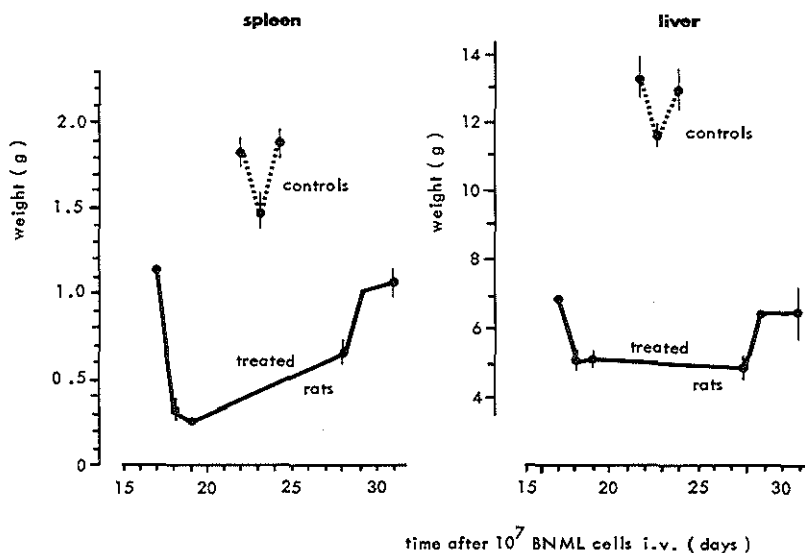 spleen
weight (g)
2.0
1.5
1.0
0.5
0
controls
treated
rats
15
20
25
30
liver
weight (g)
14
12
10
8
6
4
controls
treated
rats
15
20
25
30
time after 10⁷ BNML cells i.v. (days)